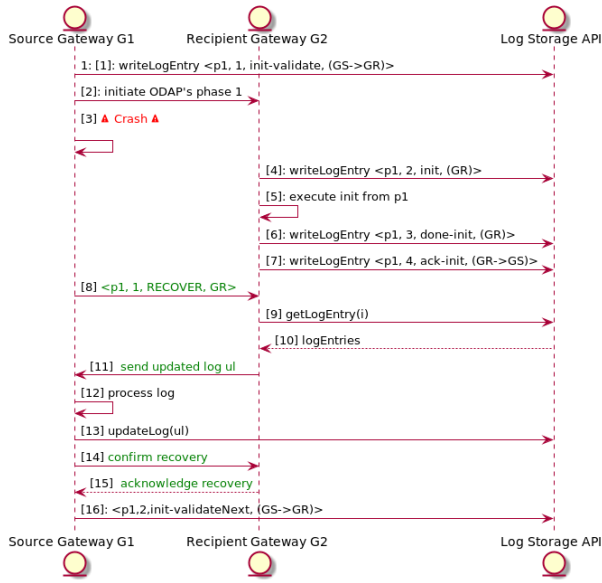 Source Gateway G1
Recipient Gateway G2
Log Storage API
1: [1]: writeLogEntry <p1, 1, init-validate, (GS->GR)>
[2]: initiate ODAP's phase 1
[3] ⚠ Crash ⚠
[4]: writeLogEntry <p1, 2, init, (GR)>
[5]: execute init from p1
[6]: writeLogEntry <p1, 3, done-init, (GR)>
[7]: writeLogEntry <p1, 4, ack-init, (GR->GS)>
[8] <p1, 1, RECOVER, GR>
[9] getLogEntry(i)
[10] logEntries
[11] send updated log ul
[12] process log
[13] updateLog(ul)
[14] confirm recovery
[15] acknowledge recovery
[16]: <p1,2,init-validateNext, (GS->GR)>
Source Gateway G1
Recipient Gateway G2
Log Storage API